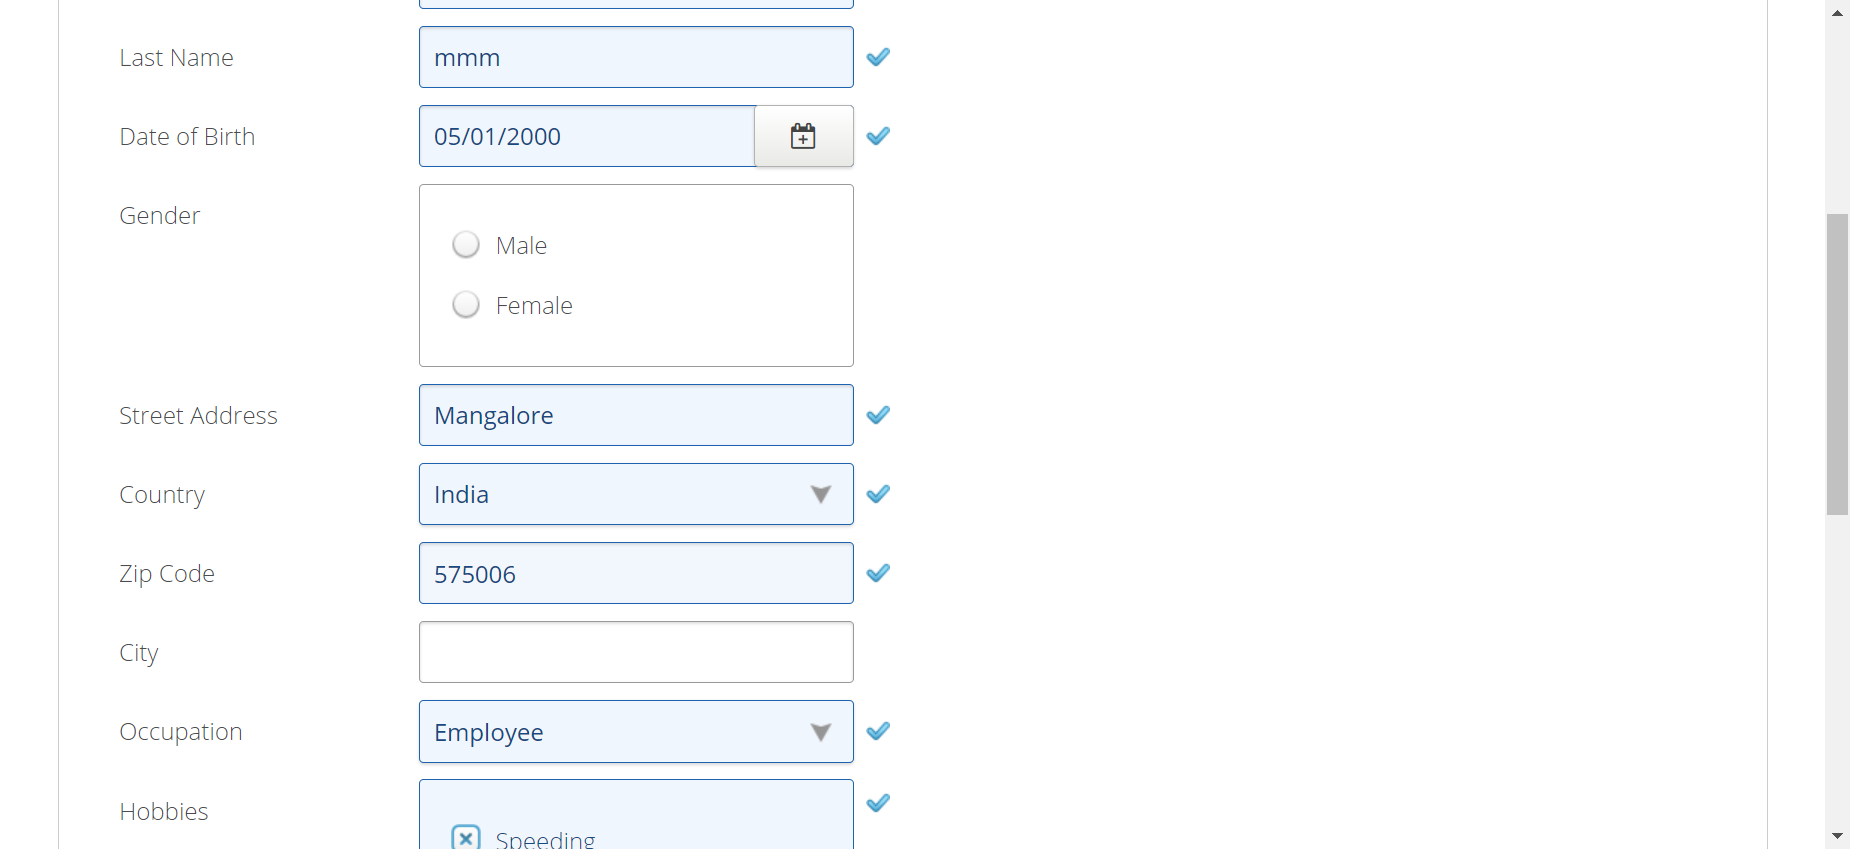 Last Name
mmm
Date of Birth
05/01/2000
Gender
Male
Female
Street Address
Mangalore
Country
India
Zip Code
575006
City
Occupation
Employee
Hobbies
Speeding